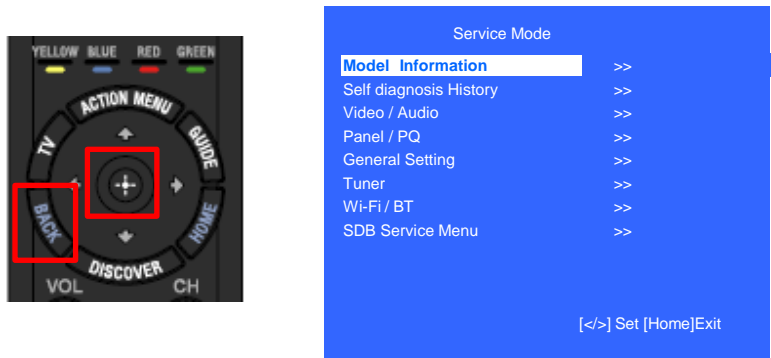 YELLOW BLUE RED GREEN
ACTION MENU
TV
GUIDE
BACK
HOME
DISCOVER
VOL CH
Service Mode
Model Information >>
Self diagnosis History >>
Video / Audio >>
Panel / PQ >>
General Setting >>
Tuner >>
Wi-Fi / BT >>
SDB Service Menu >>
[</>] Set [Home]Exit